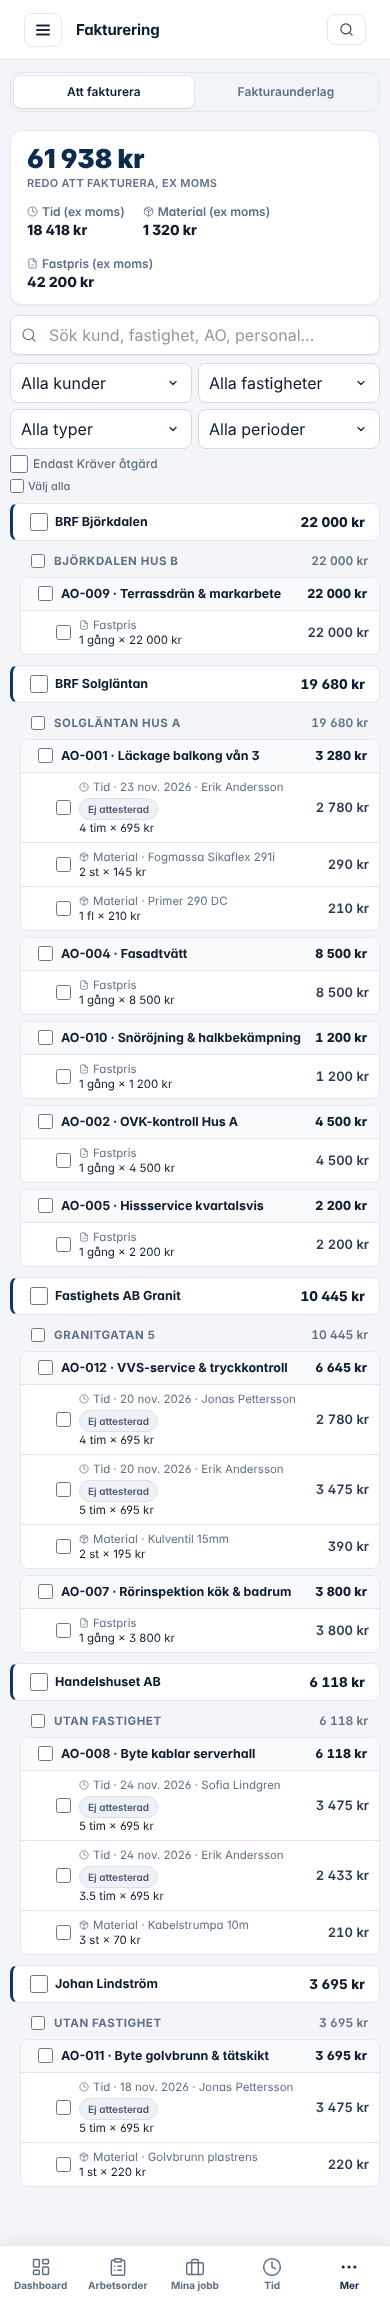 Fakturering
Att fakturera
Fakturaunderlag
61 938 kr
REDO ATT FAKTURERA, EX MOMS
Tid (ex moms)
18 418 kr
Material (ex moms)
1 320 kr
Fastpris (ex moms)
42 200 kr
Sök kund, fastighet, AO, personal...
Alla kunder
Alla fastigheter
Alla typer
Alla perioder
Endast Kräver åtgärd
Välj alla
BRF Björkdalen 22 000 kr
BJÖRKDALEN HUS B 22 000 kr
AO-009 · Terrassdrän & markarbete 22 000 kr
Fastpris
1 gång × 22 000 kr
22 000 kr
BRF Solgläntan 19 680 kr
SOLGLÄNTAN HUS A 19 680 kr
AO-001 · Läckage balkong vån 3 3 280 kr
Tid · 23 nov. 2026 · Erik Andersson
Ej attesterad
4 tim × 695 kr
2 780 kr
Material · Fogmassa Sikaflex 291i
2 st × 145 kr
290 kr
Material · Primer 290 DC
1 fl × 210 kr
210 kr
AO-004 · Fasadtvätt 8 500 kr
Fastpris
1 gång × 8 500 kr
8 500 kr
AO-010 · Snöröjning & halkbekämpning 1 200 kr
Fastpris
1 gång × 1 200 kr
1 200 kr
AO-002 · OVK-kontroll Hus A 4 500 kr
Fastpris
1 gång × 4 500 kr
4 500 kr
AO-005 · Hissservice kvartalsvis 2 200 kr
Fastpris
1 gång × 2 200 kr
2 200 kr
Fastighets AB Granit 10 445 kr
GRANITGATAN 5 10 445 kr
AO-012 · VVS-service & tryckkontroll 6 645 kr
Tid · 20 nov. 2026 · Jonas Pettersson
Ej attesterad
4 tim × 695 kr
2 780 kr
Tid · 20 nov. 2026 · Erik Andersson
Ej attesterad
5 tim × 695 kr
3 475 kr
Material · Kulventil 15mm
2 st × 195 kr
390 kr
AO-007 · Rörinspektion kök & badrum 3 800 kr
Fastpris
1 gång × 3 800 kr
3 800 kr
Handelshuset AB 6 118 kr
UTAN FASTIGHET 6 118 kr
AO-008 · Byte kablar serverhall 6 118 kr
Tid · 24 nov. 2026 · Sofia Lindgren
Ej attesterad
5 tim × 695 kr
3 475 kr
Tid · 24 nov. 2026 · Erik Andersson
Ej attesterad
3.5 tim × 695 kr
2 433 kr
Material · Kabelstrumpa 10m
3 st × 70 kr
210 kr
Johan Lindström 3 695 kr
UTAN FASTIGHET 3 695 kr
AO-011 · Byte golvbrunn & tätskikt 3 695 kr
Tid · 18 nov. 2026 · Jonas Pettersson
Ej attesterad
5 tim × 695 kr
3 475 kr
Material · Golvbrunn plastrens
1 st × 220 kr
220 kr
Dashboard
Arbetsorder
Mina jobb
Tid
Mer